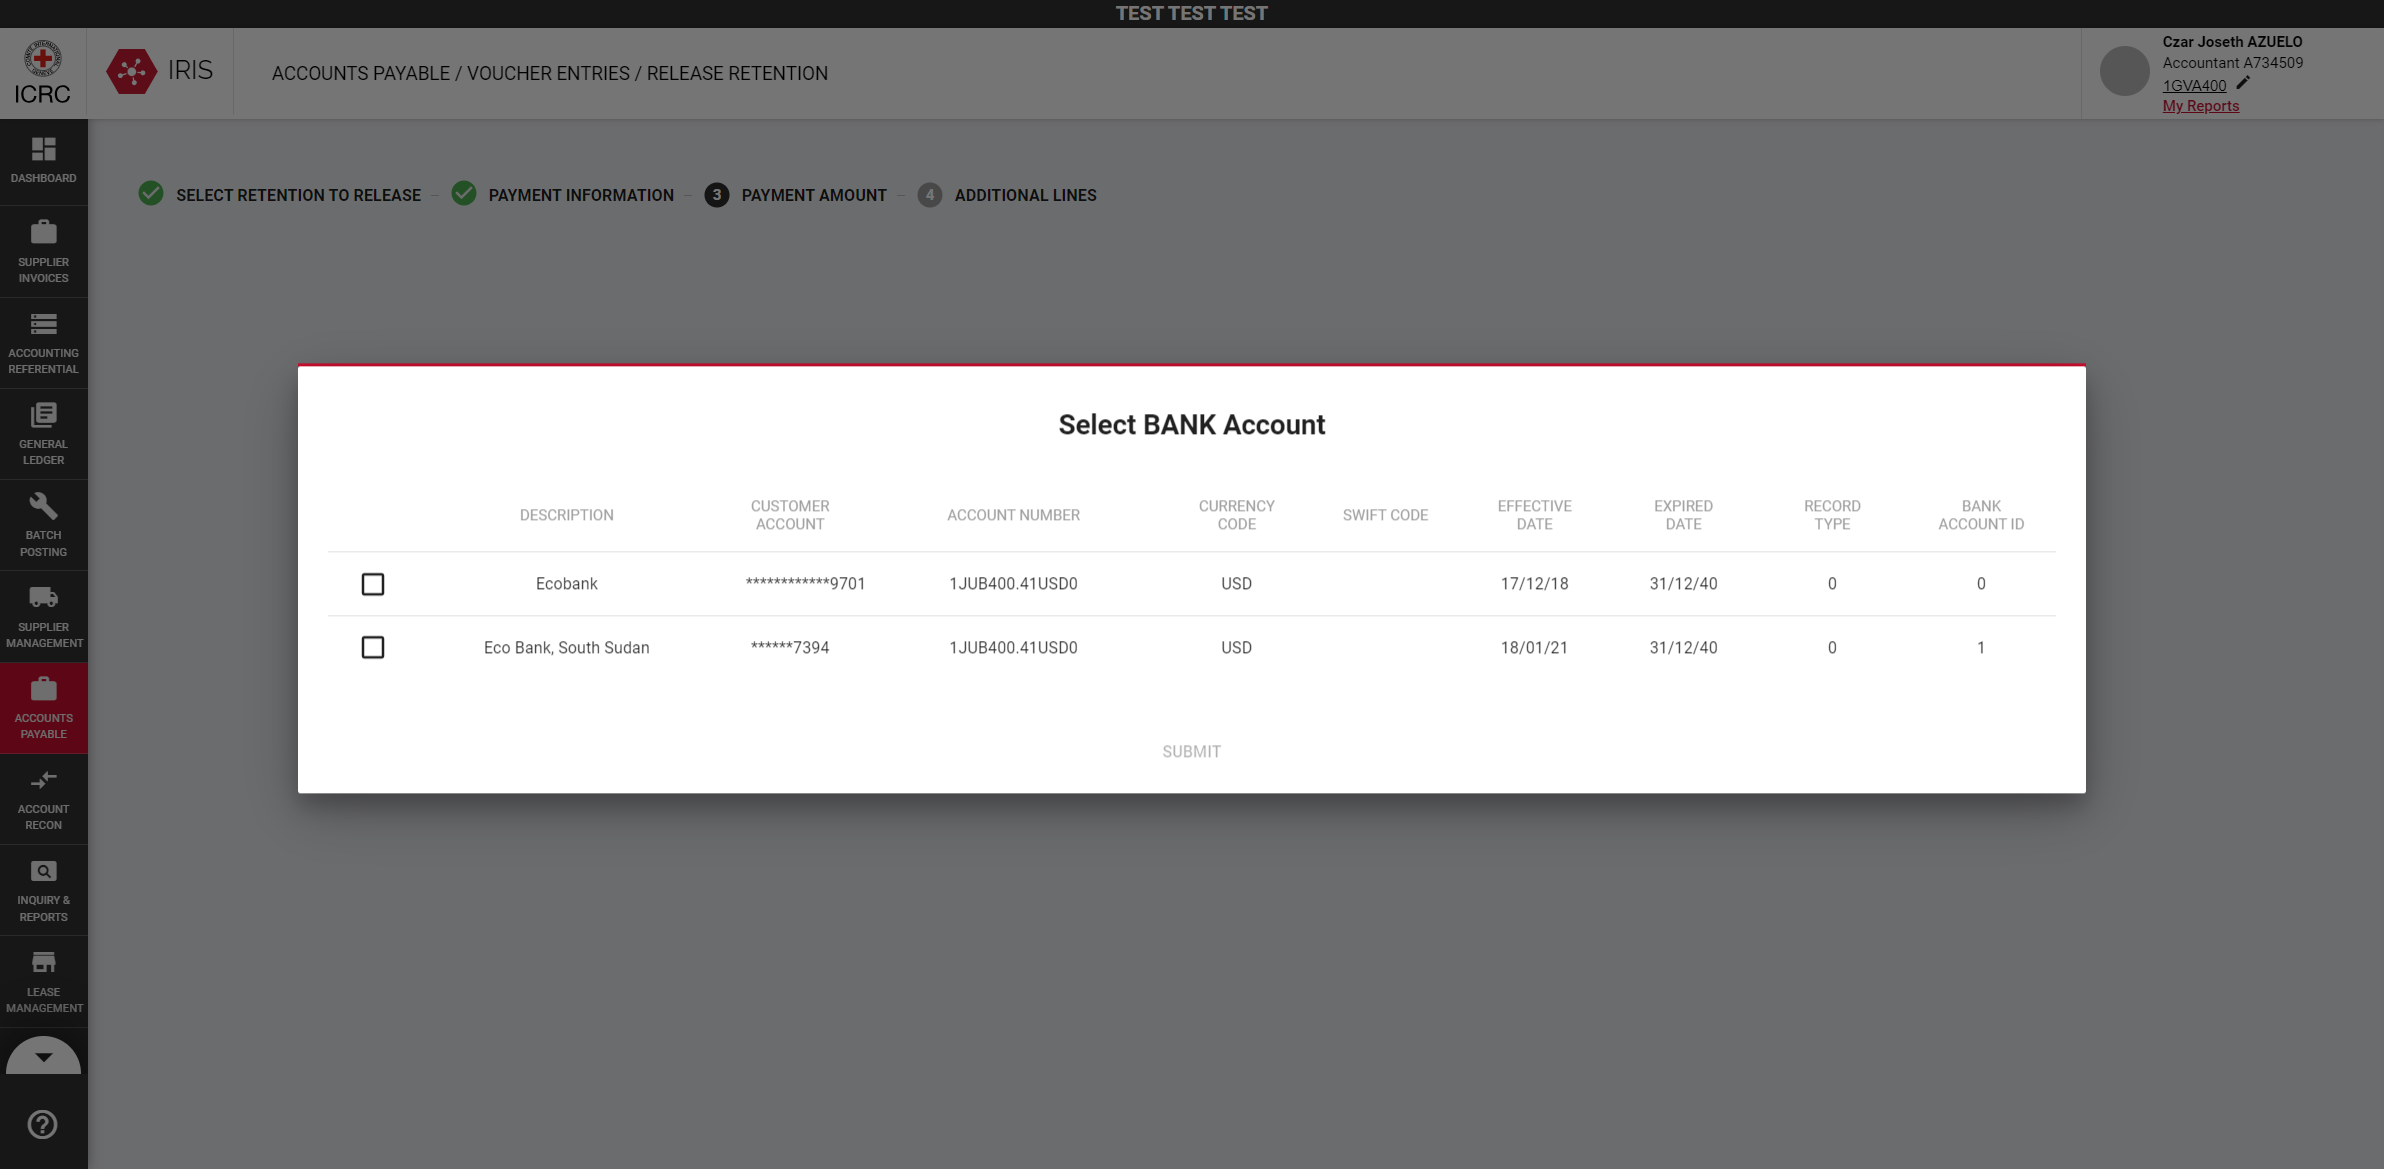 TEST TEST TEST
ICRC
IRIS
ACCOUNTS PAYABLE / VOUCHER ENTRIES / RELEASE RETENTION
Czar Joseth AZUELO
Accountant A734509
1GVA400
My Reports
DASHBOARD
SUPPLIER
INVOICES
ACCOUNTING
REFERENTIAL
GENERAL
LEDGER
BATCH
POSTING
SUPPLIER
MANAGEMENT
ACCOUNTS
PAYABLE
ACCOUNT
RECON
INQUIRY &
REPORTS
LEASE
MANAGEMENT
SELECT RETENTION TO RELEASE
PAYMENT INFORMATION
3 PAYMENT AMOUNT
4 ADDITIONAL LINES
Select BANK Account
DESCRIPTION
CUSTOMER
ACCOUNT
ACCOUNT NUMBER
CURRENCY
CODE
SWIFT CODE
EFFECTIVE
DATE
EXPIRED
DATE
RECORD
TYPE
BANK
ACCOUNT ID
Ecobank ************9701 1JUB400.41USD0 USD 17/12/18 31/12/40 0 0
Eco Bank, South Sudan ******7394 1JUB400.41USD0 USD 18/01/21 31/12/40 0 1
SUBMIT